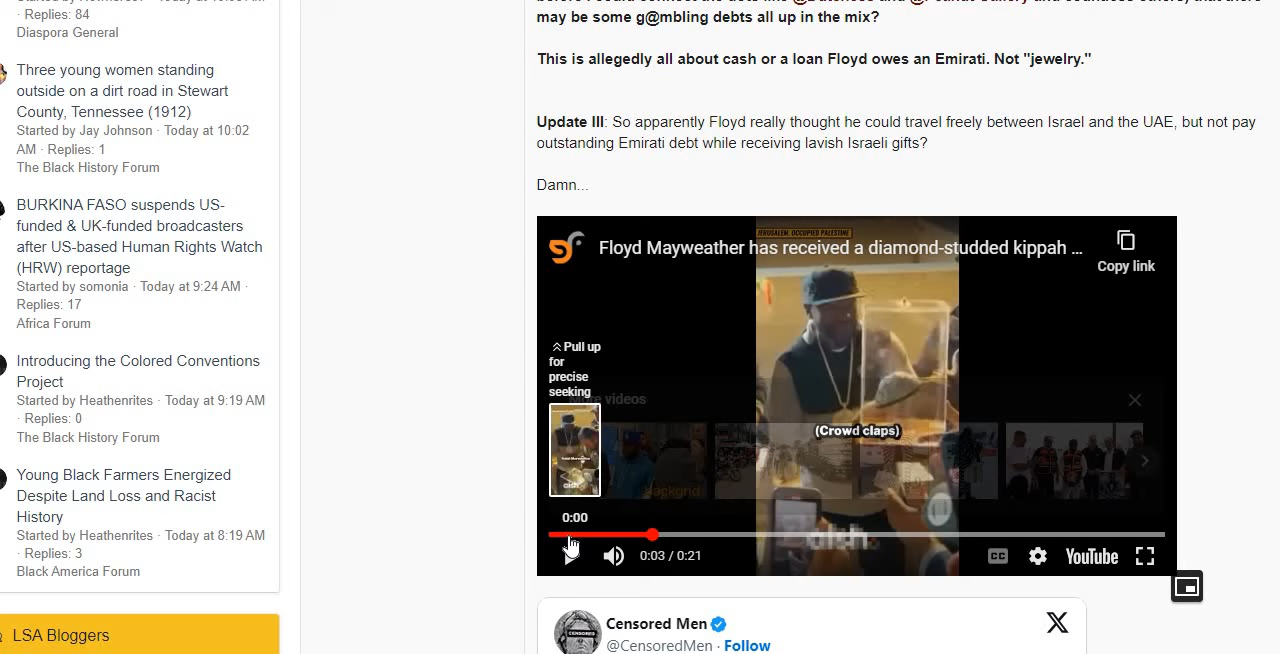 · Replies: 84
Diaspora General
Three young women standing
outside on a dirt road in Stewart
County, Tennessee (1912)
Started by Jay Johnson · Today at 10:02
AM · Replies: 1
The Black History Forum
BURKINA FASO suspends US-
funded & UK-funded broadcasters
after US-based Human Rights Watch
(HRW) reportage
Started by somonia · Today at 9:24 AM ·
Replies: 17
Africa Forum
Introducing the Colored Conventions
Project
Started by Heathenrites · Today at 9:19 AM
· Replies: 0
The Black History Forum
Young Black Farmers Energized
Despite Land Loss and Racist
History
Started by Heathenrites · Today at 8:19 AM
· Replies: 3
Black America Forum
LSA Bloggers
may be some g@mbling debts all up in the mix?
This is allegedly all about cash or a loan Floyd owes an Emirati. Not "jewelry."
Update III: So apparently Floyd really thought he could travel freely between Israel and the UAE, but not pay
outstanding Emirati debt while receiving lavish Israeli gifts?
Damn...
JERUSALEM, OCCUPIED PALESTINE
Floyd Mayweather has received a diamond-studded kippah ...
Copy link
Pull up
for
precise
seeking
More videos
(Crowd claps)
backgrid
aish.
0:00
0:03 / 0:21
CC
YouTube
CENSORED
Censored Men
@CensoredMen · Follow